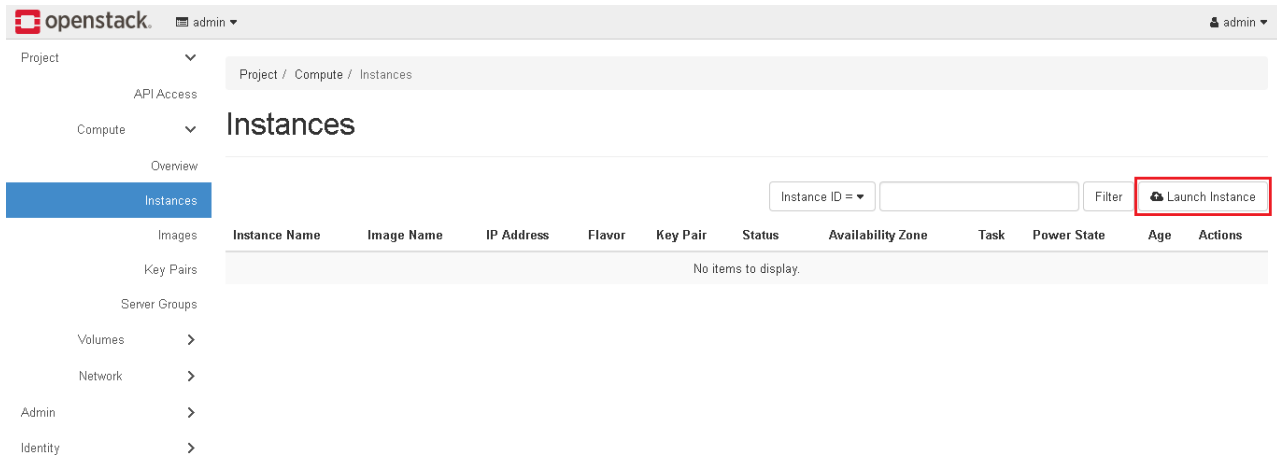 openstack. admin admin
Project
Project / Compute / Instances
API Access
Compute
Instances
Overview
Instances
Instance ID = Filter Launch Instance
Images
Instance Name Image Name IP Address Flavor Key Pair Status Availability Zone Task Power State Age Actions
Key Pairs
No items to display.
Server Groups
Volumes
Network
Admin
Identity